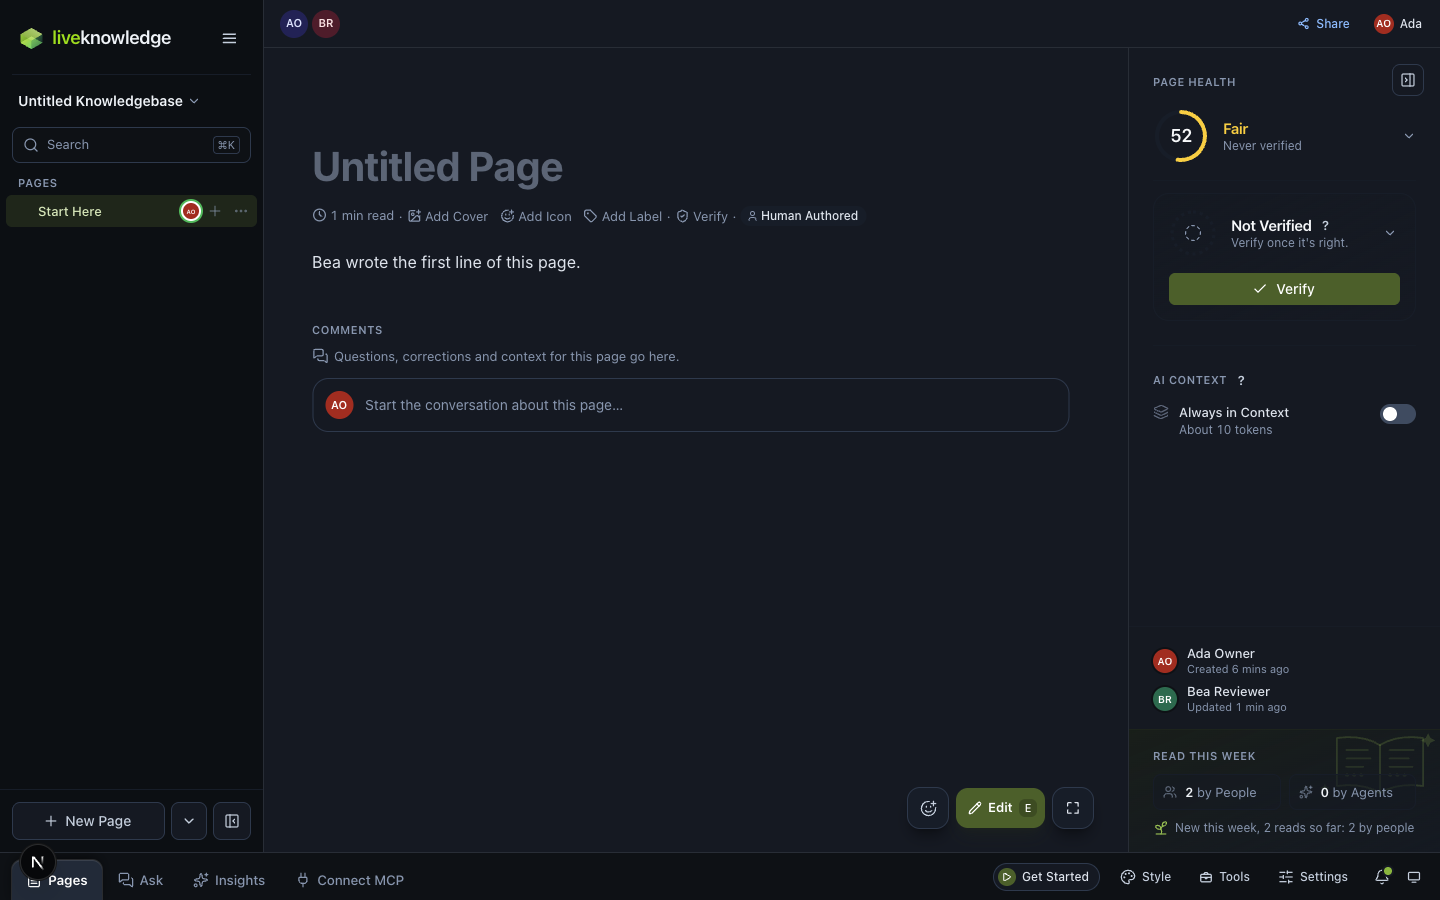 liveknowledge
AO BR
Share
AO Ada
Untitled Knowledgebase
Search ⌘K
PAGES
Start Here AO
Untitled Page
1 min read · Add Cover Add Icon Add Label · Verify · Human Authored
Bea wrote the first line of this page.
COMMENTS
Questions, corrections and context for this page go here.
AO Start the conversation about this page...
PAGE HEALTH
52 Fair
Never verified
Not Verified ?
Verify once it's right.
Verify
AI CONTEXT ?
Always in Context
About 10 tokens
AO Ada Owner
Created 6 mins ago
BR Bea Reviewer
Updated 1 min ago
READ THIS WEEK
2 by People 0 by Agents
New this week, 2 reads so far: 2 by people
Edit E
New Page
N
Pages Ask Insights Connect MCP
Get Started Style Tools Settings